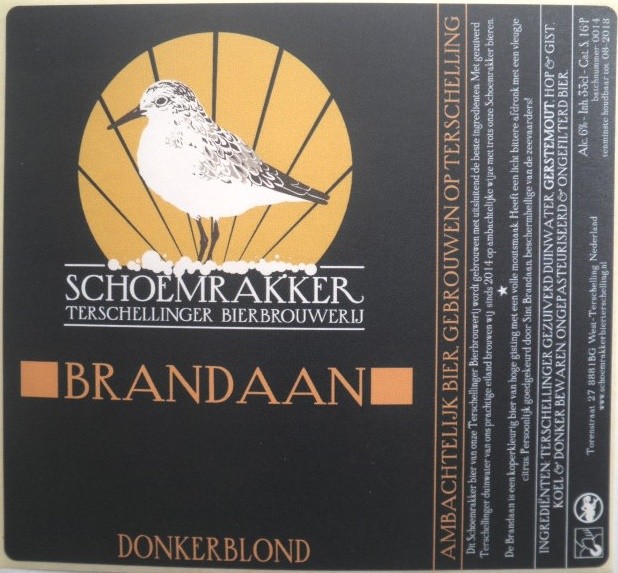 SCHOEMRAKKER
TERSCHELLINGER BIERBROUWERIJ
BRANDAAN
DONKERBLOND
AMBACHTELIJK BIER, GEBROUWEN OP TERSCHELLING
Dit Schoemrakker bier van onze Terschellinger Bierbrouwerij wordt gebrouwen met uitsluitend de beste ingrediënten. Met gezuiverd
Terschellinger duinwater van ons prachtige eiland brouwen wij sinds 2014 op ambachtelijke wijze met trots onze Schoemrakker bieren.
De Brandaan is een koperkleurig bier van hoge gisting met een volle moutsmaak. Heeft een licht bittere afdronk met een vleugje
citrus. Persoonlijk goedgekeurd door Sint Brandaan, beschermheilige van de zeevaarders!
INGREDIËNTEN: TERSCHELLINGER GEZUIVERD DUINWATER, GERSTEMOUT, HOP & GIST.
KOEL & DONKER BEWAREN. ONGEPASTEURISEERD & ONGEFILTERD BIER.
Alc. 6% - Inh 33cl - Cat. S, 16°P
batchnummer: 0014
tenminste houdbaar tot: 08-2018
Torenstraat 27 8881BG West-Terschelling Nederland
www.schoemrakkerbierterschelling.nl